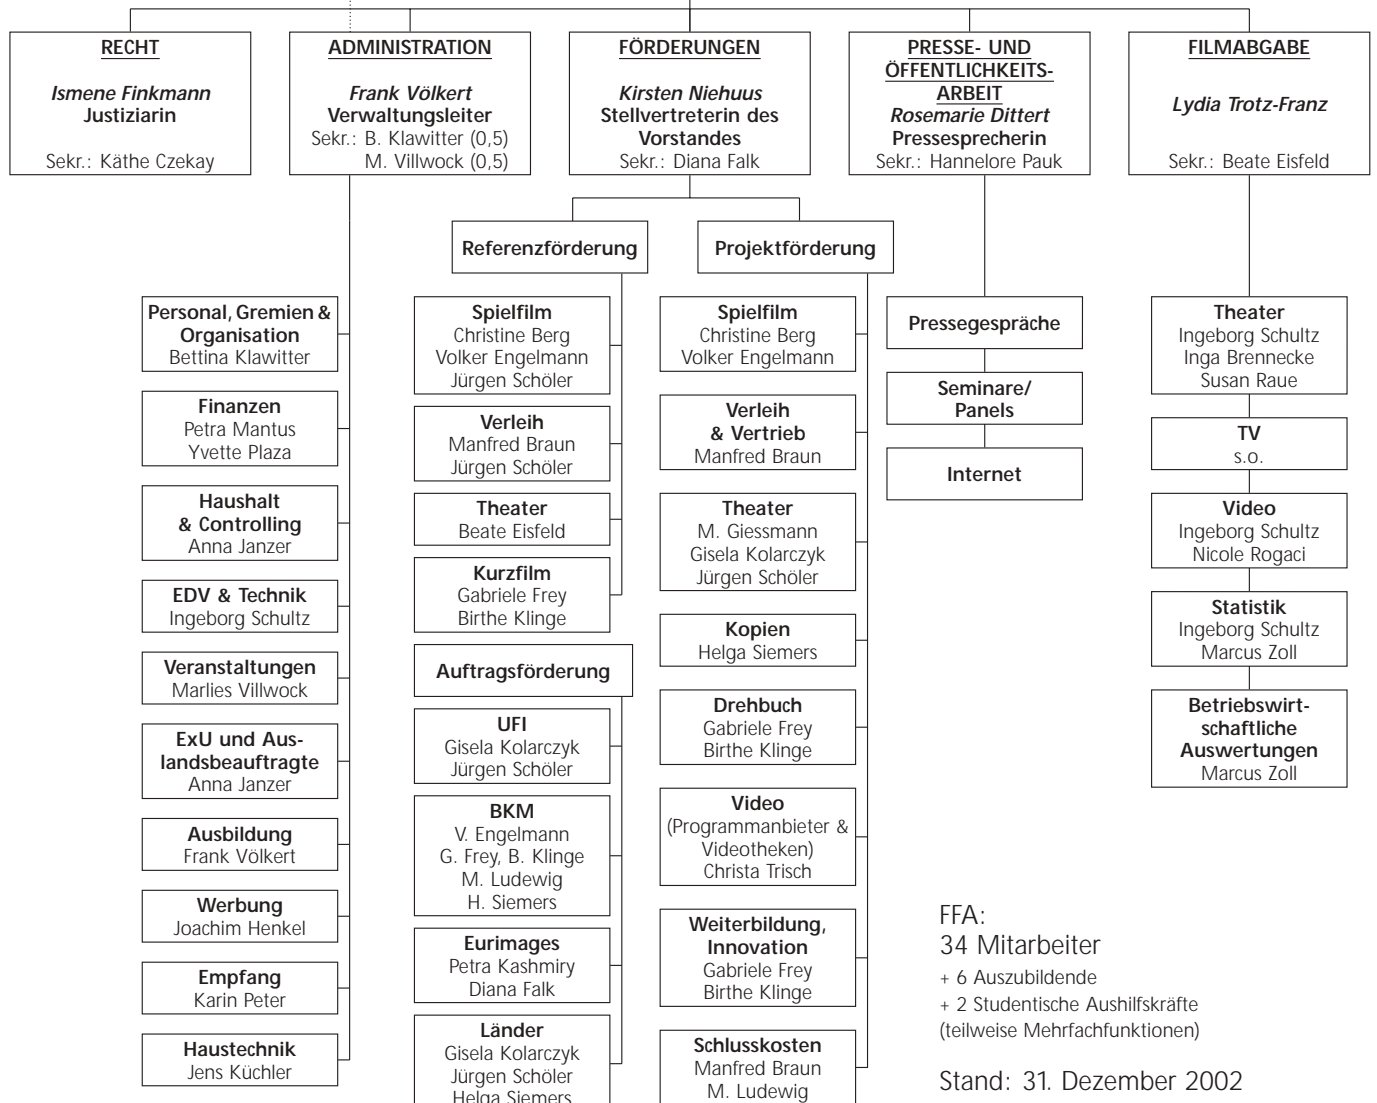 RECHT
Ismene Finkmann
Justiziarin
Sekr.: Käthe Czekay
ADMINISTRATION
Frank Völkert
Verwaltungsleiter
Sekr.: B. Klawitter (0,5)
M. Villwock (0,5)
FÖRDERUNGEN
Kirsten Niehuus
Stellvertreterin des
Vorstandes
Sekr.: Diana Falk
PRESSE- UND
ÖFFENTLICHKEITS-
ARBEIT
Rosemarie Dittert
Pressesprecherin
Sekr.: Hannelore Pauk
FILMABGABE
Lydia Trotz-Franz
Sekr.: Beate Eisfeld
Personal, Gremien &
Organisation
Bettina Klawitter
Finanzen
Petra Mantus
Yvette Plaza
Haushalt
& Controlling
Anna Janzer
EDV & Technik
Ingeborg Schultz
Veranstaltungen
Marlies Villwock
ExU und Aus-
landsbeauftragte
Anna Janzer
Ausbildung
Frank Völkert
Werbung
Joachim Henkel
Empfang
Karin Peter
Haustechnik
Jens Küchler
Referenzförderung
Spielfilm
Christine Berg
Volker Engelmann
Jürgen Schöler
Verleih
Manfred Braun
Jürgen Schöler
Theater
Beate Eisfeld
Kurzfilm
Gabriele Frey
Birthe Klinge
Auftragsförderung
UFI
Gisela Kolarczyk
Jürgen Schöler
BKM
V. Engelmann
G. Frey, B. Klinge
M. Ludewig
H. Siemers
Eurimages
Petra Kashmiry
Diana Falk
Länder
Gisela Kolarczyk
Jürgen Schöler
Helga Siemers
Projektförderung
Spielfilm
Christine Berg
Volker Engelmann
Verleih
& Vertrieb
Manfred Braun
Theater
M. Giessmann
Gisela Kolarczyk
Jürgen Schöler
Kopien
Helga Siemers
Drehbuch
Gabriele Frey
Birthe Klinge
Video
(Programmanbieter &
Videotheken)
Christa Trisch
Weiterbildung,
Innovation
Gabriele Frey
Birthe Klinge
Schlusskosten
Manfred Braun
M. Ludewig
Pressegespräche
Seminare/
Panels
Internet
Theater
Ingeborg Schultz
Inga Brennecke
Susan Raue
TV
s.o.
Video
Ingeborg Schultz
Nicole Rogaci
Statistik
Ingeborg Schultz
Marcus Zoll
Betriebswirt-
schaftliche
Auswertungen
Marcus Zoll
FFA:
34 Mitarbeiter
+ 6 Auszubildende
+ 2 Studentische Aushilfskräfte
(teilweise Mehrfachfunktionen)
Stand: 31. Dezember 2002